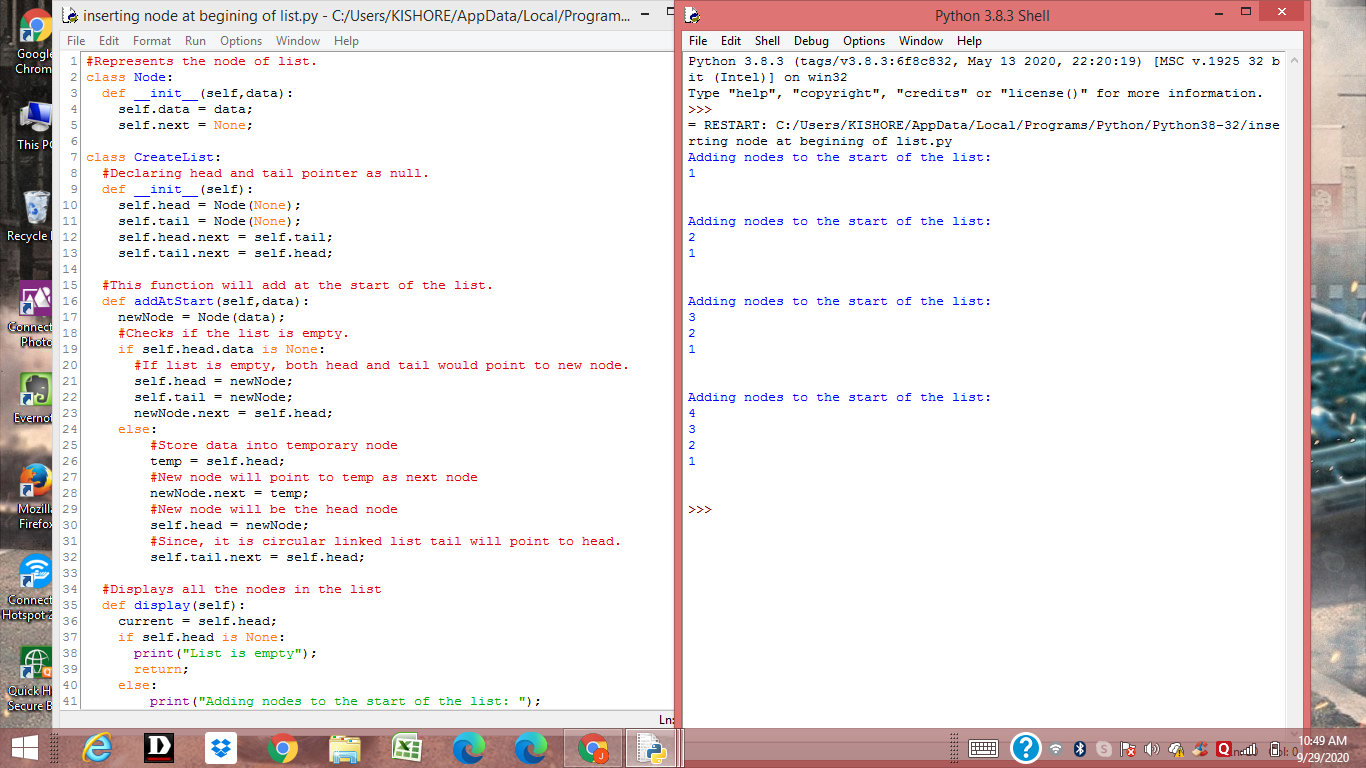 Google
Chrom
This PC
Recycle
Connect
Photo
Evernot
Mozill
Firefox
Connect
Hotspot 2
Quick H
Secure B
inserting node at begining of list.py - C:/Users/KISHORE/AppData/Local/Program...
File Edit Format Run Options Window Help
1 #Represents the node of list.
2 class Node:
3 def __init__(self,data):
4 self.data = data;
5 self.next = None;
6
7 class CreateList:
8 #Declaring head and tail pointer as null.
9 def __init__(self):
10 self.head = Node(None);
11 self.tail = Node(None);
12 self.head.next = self.tail;
13 self.tail.next = self.head;
14
15 #This function will add at the start of the list.
16 def addAtStart(self,data):
17 newNode = Node(data);
18 #Checks if the list is empty.
19 if self.head.data is None:
20 #If list is empty, both head and tail would point to new node.
21 self.head = newNode;
22 self.tail = newNode;
23 newNode.next = self.head;
24 else:
25 #Store data into temporary node
26 temp = self.head;
27 #New node will point to temp as next node
28 newNode.next = temp;
29 #New node will be the head node
30 self.head = newNode;
31 #Since, it is circular linked list tail will point to head.
32 self.tail.next = self.head;
33
34 #Displays all the nodes in the list
35 def display(self):
36 current = self.head;
37 if self.head is None:
38 print("List is empty");
39 return;
40 else:
41 print("Adding nodes to the start of the list: ");
Ln:
Python 3.8.3 Shell
File Edit Shell Debug Options Window Help
Python 3.8.3 (tags/v3.8.3:6f8c832, May 13 2020, 22:20:19) [MSC v.1925 32 b
it (Intel)] on win32
Type "help", "copyright", "credits" or "license()" for more information.
>>>
= RESTART: C:/Users/KISHORE/AppData/Local/Programs/Python/Python38-32/inse
rting node at begining of list.py
Adding nodes to the start of the list:
1
Adding nodes to the start of the list:
2
1
Adding nodes to the start of the list:
3
2
1
Adding nodes to the start of the list:
4
3
2
1
>>>
10:49 AM
9/29/2020